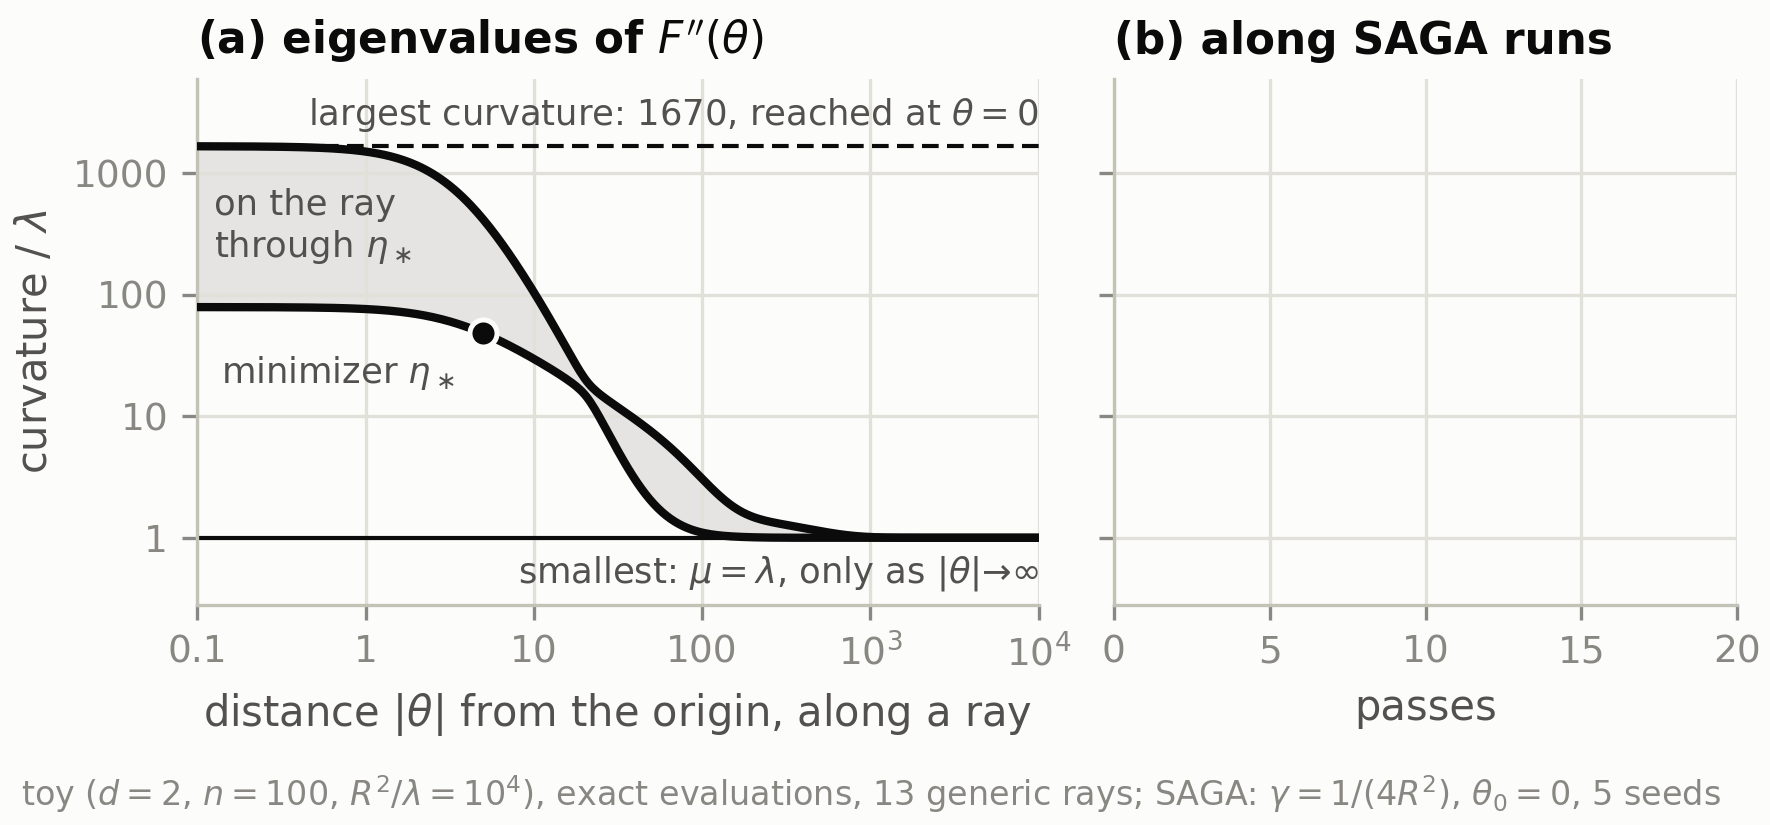 (a) eigenvalues of F″(θ)
(b) along SAGA runs
largest curvature: 1670, reached at θ = 0
curvature / λ
1000
100
10
1
on the ray
through η∗
minimizer η∗
smallest: μ = λ, only as |θ|→∞
0.1 1 10 100 10³ 10⁴
0 5 10 15 20
distance |θ| from the origin, along a ray
passes
toy (d = 2, n = 100, R²/λ = 10⁴), exact evaluations, 13 generic rays; SAGA: γ = 1/(4R²), θ₀ = 0, 5 seeds